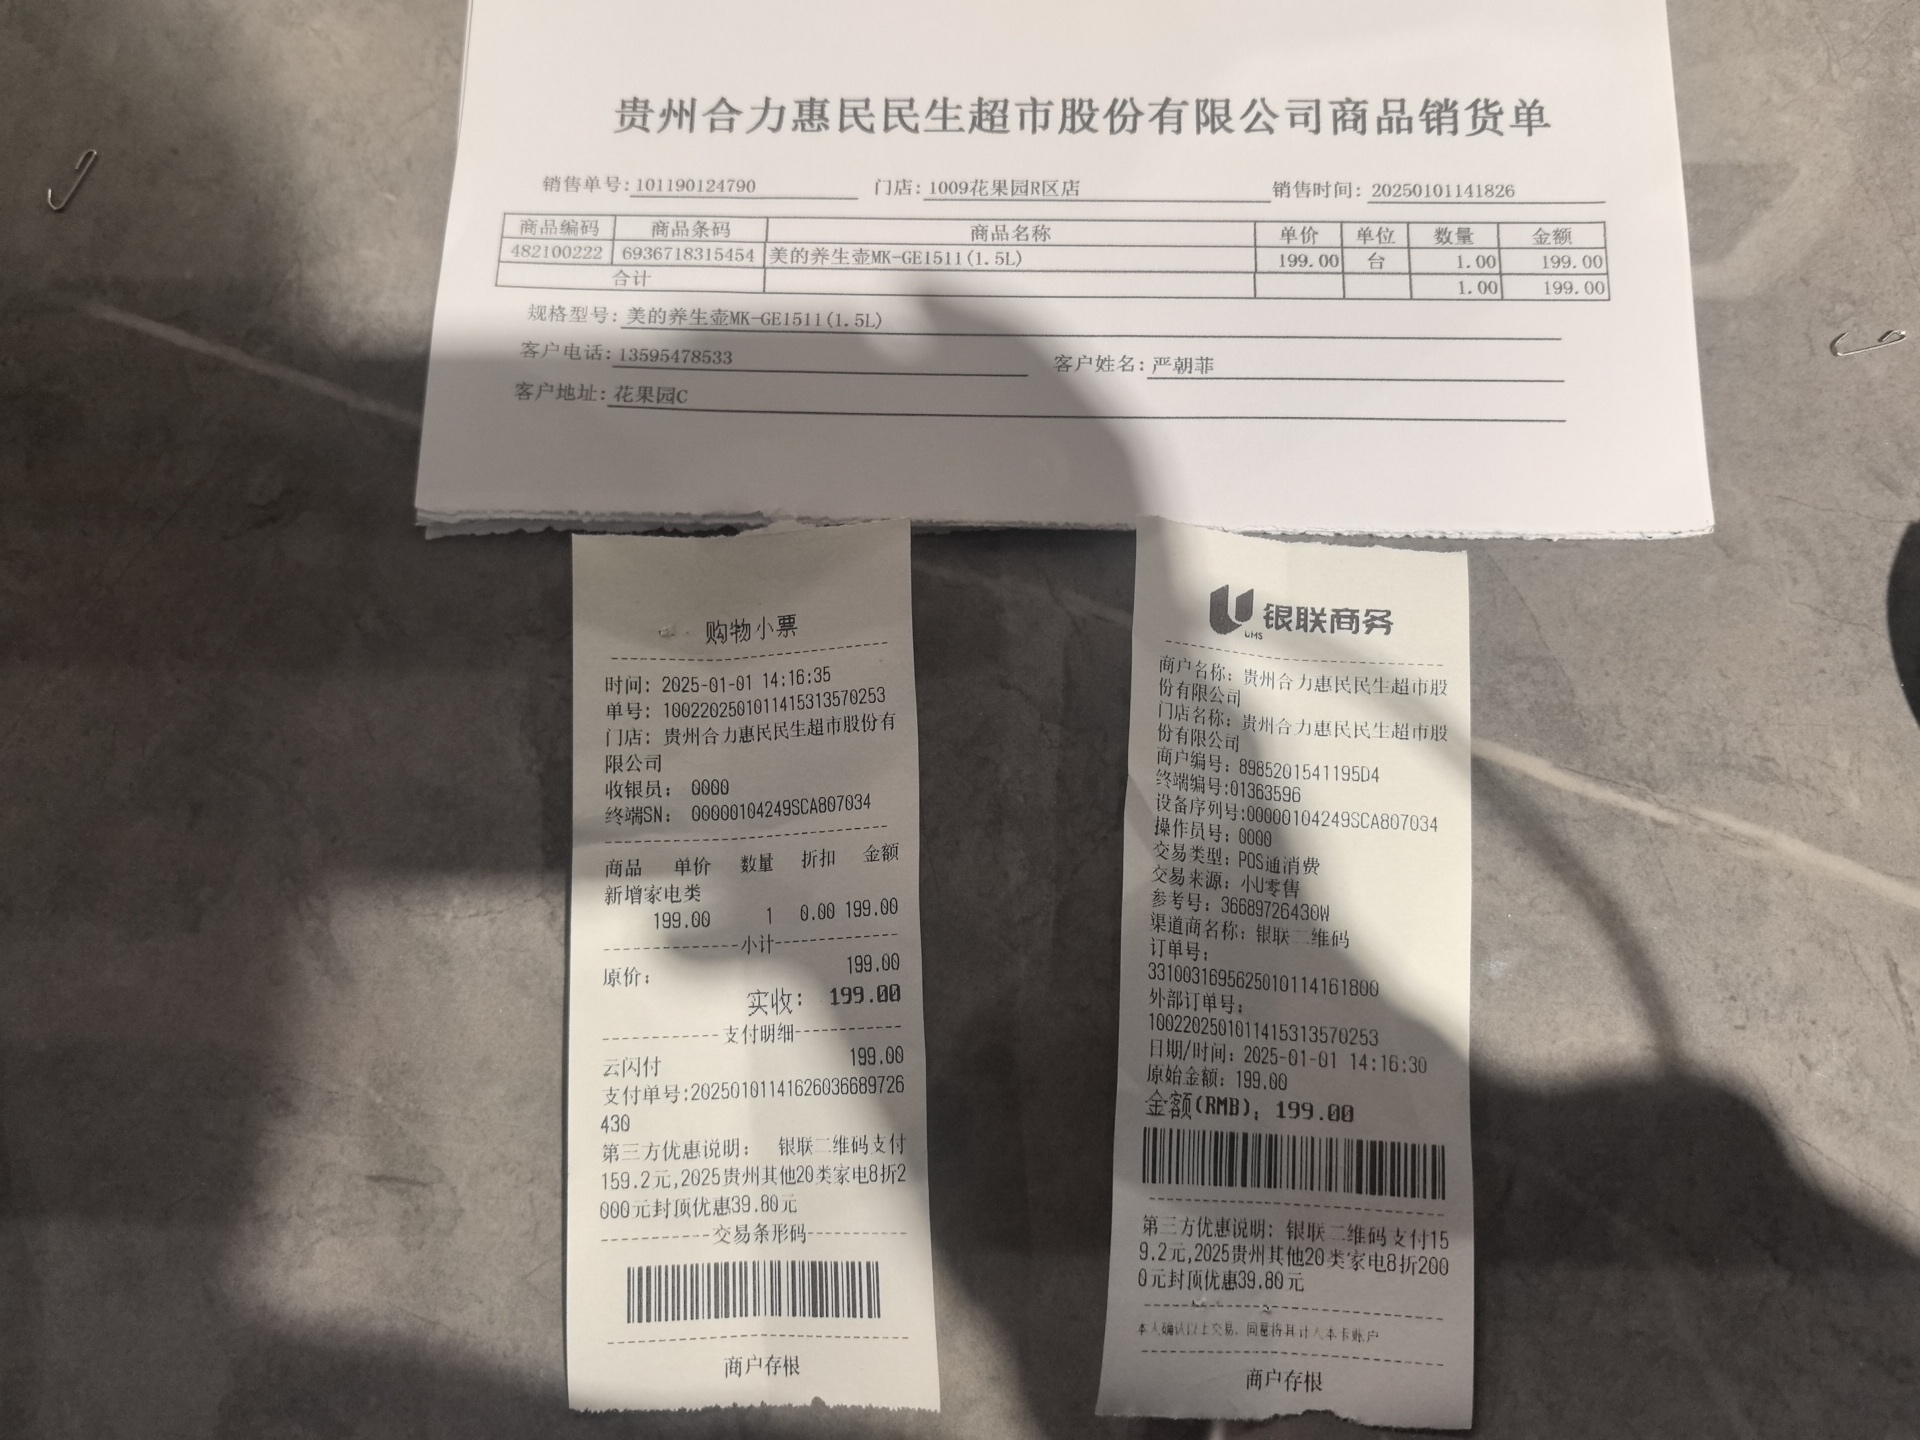 贵州合力惠民民生超市股份有限公司商品销货单
销售单号: 101190124790 门店: 1009花果园R区店 销售时间: 20250101141826
商品编码 商品条码 商品名称 单价 单位 数量 金额
482100222 6936718315454 美的养生壶MK-GE1511(1.5L) 199.00 台 1.00 199.00
合计 1.00 199.00
规格型号: 美的养生壶MK-GE1511(1.5L)
客户电话: 13595478533 客户姓名: 严朝菲
客户地址: 花果园C
购物小票
时间: 2025-01-01 14:16:35
单号: 1002202501011415313570253
门店: 贵州合力惠民民生超市股份有
限公司
收银员: 0000
终端SN: 00000104249SCA807034
商品 单价 数量 折扣 金额
新增家电类
199.00 1 0.00 199.00
小计
原价: 199.00
实收: 199.00
支付明细
云闪付 199.00
支付单号:20250101141626036689726
430
第三方优惠说明: 银联二维码支付
159.2元,2025贵州其他20类家电8折2
000元封顶优惠39.80元
交易条形码
商户存根
UMS 银联商务
商户名称: 贵州合力惠民民生超市股
份有限公司
门店名称: 贵州合力惠民民生超市股
份有限公司
商户编号: 8985201541195D4
终端编号:01363596
设备序列号:00000104249SCA807034
操作员号: 0000
交易类型: POS通消费
交易来源: 小U零售
参考号: 36689726430W
渠道商名称: 银联二维码
订单号:
33100316956250101114161800
外部订单号:
1002202501011415313570253
日期/时间: 2025-01-01 14:16:30
原始金额: 199.00
金额(RMB): 199.00
第三方优惠说明: 银联二维码支付15
9.2元,2025贵州其他20类家电8折200
0元封顶优惠39.80元
本人确认以上交易, 同意将其计入本卡账户
商户存根